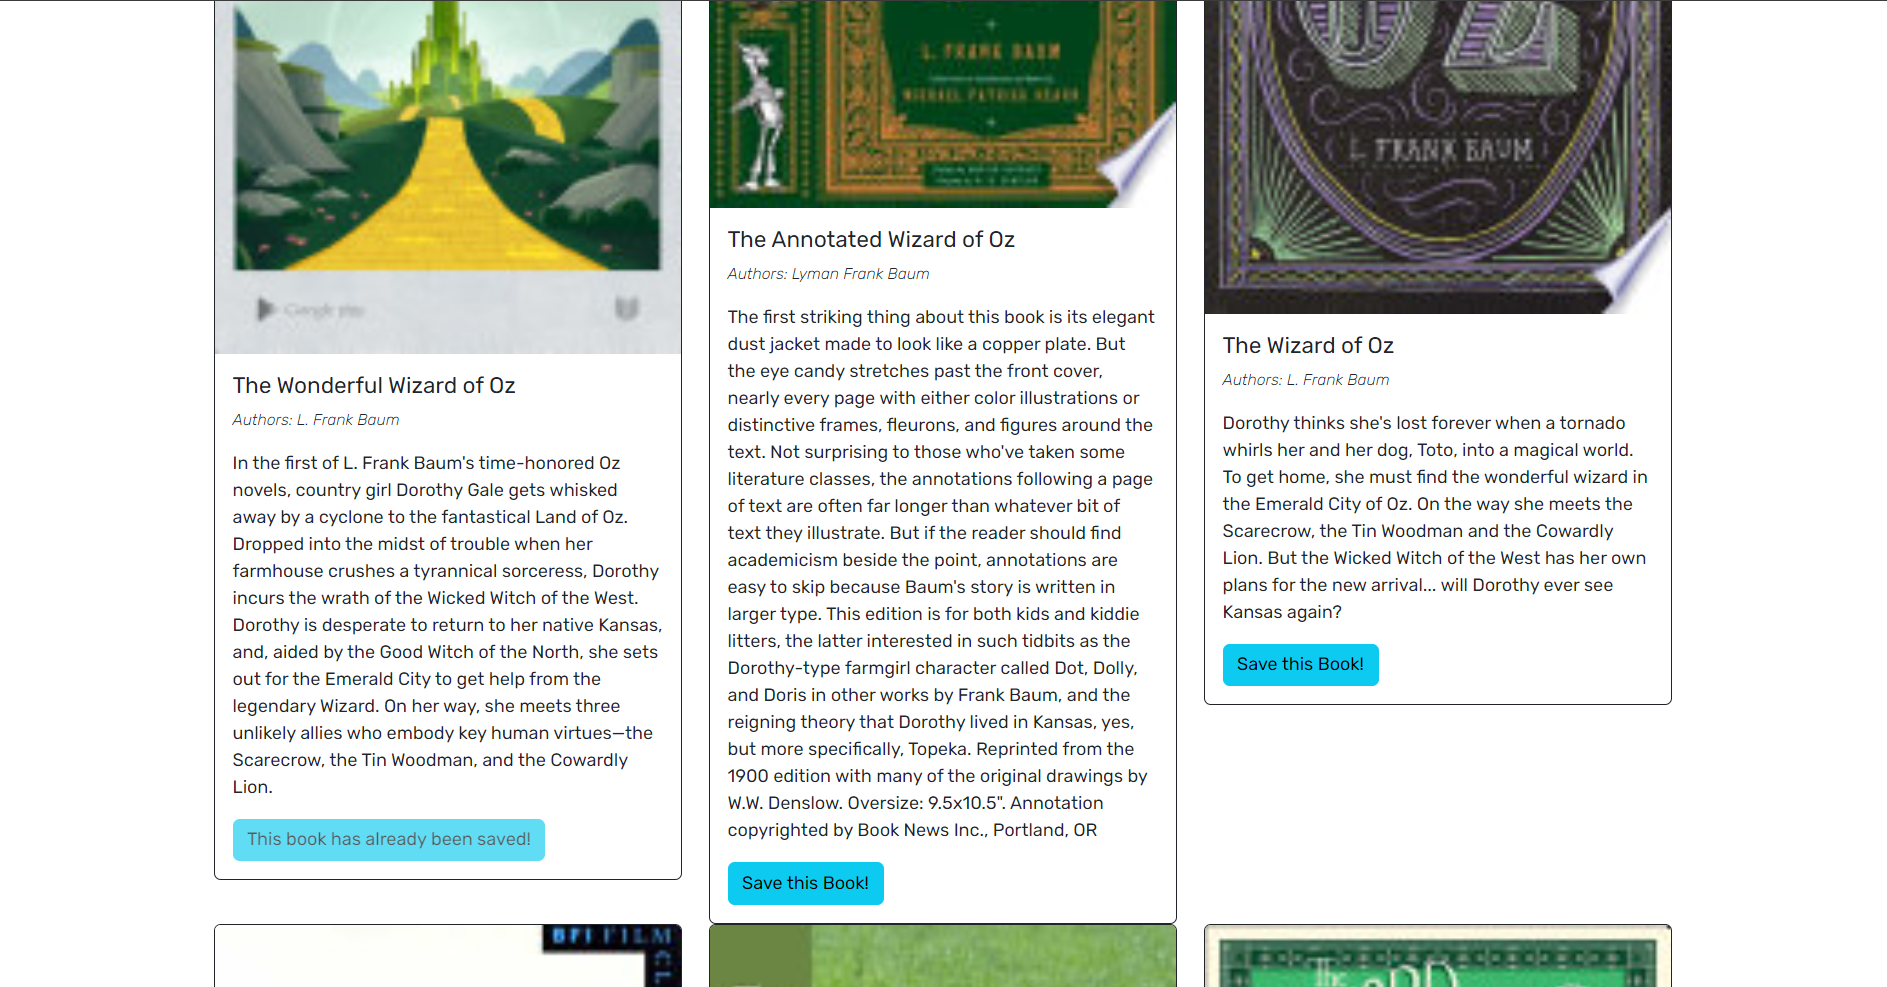 Google play
The Wonderful Wizard of Oz
Authors: L. Frank Baum
In the first of L. Frank Baum's time-honored Oz
novels, country girl Dorothy Gale gets whisked
away by a cyclone to the fantastical Land of Oz.
Dropped into the midst of trouble when her
farmhouse crushes a tyrannical sorceress, Dorothy
incurs the wrath of the Wicked Witch of the West.
Dorothy is desperate to return to her native Kansas,
and, aided by the Good Witch of the North, she sets
out for the Emerald City to get help from the
legendary Wizard. On her way, she meets three
unlikely allies who embody key human virtues—the
Scarecrow, the Tin Woodman, and the Cowardly
Lion.
This book has already been saved!
L. FRANK BAUM
MICHAEL PATRICK HEARN
The Annotated Wizard of Oz
Authors: Lyman Frank Baum
The first striking thing about this book is its elegant
dust jacket made to look like a copper plate. But
the eye candy stretches past the front cover,
nearly every page with either color illustrations or
distinctive frames, fleurons, and figures around the
text. Not surprising to those who've taken some
literature classes, the annotations following a page
of text are often far longer than whatever bit of
text they illustrate. But if the reader should find
academicism beside the point, annotations are
easy to skip because Baum's story is written in
larger type. This edition is for both kids and kiddie
litters, the latter interested in such tidbits as the
Dorothy-type farmgirl character called Dot, Dolly,
and Doris in other works by Frank Baum, and the
reigning theory that Dorothy lived in Kansas, yes,
but more specifically, Topeka. Reprinted from the
1900 edition with many of the original drawings by
W.W. Denslow. Oversize: 9.5x10.5". Annotation
copyrighted by Book News Inc., Portland, OR
Save this Book!
OZ
L FRANK BAUM
The Wizard of Oz
Authors: L. Frank Baum
Dorothy thinks she's lost forever when a tornado
whirls her and her dog, Toto, into a magical world.
To get home, she must find the wonderful wizard in
the Emerald City of Oz. On the way she meets the
Scarecrow, the Tin Woodman and the Cowardly
Lion. But the Wicked Witch of the West has her own
plans for the new arrival... will Dorothy ever see
Kansas again?
Save this Book!
BFI FILM
CL
The